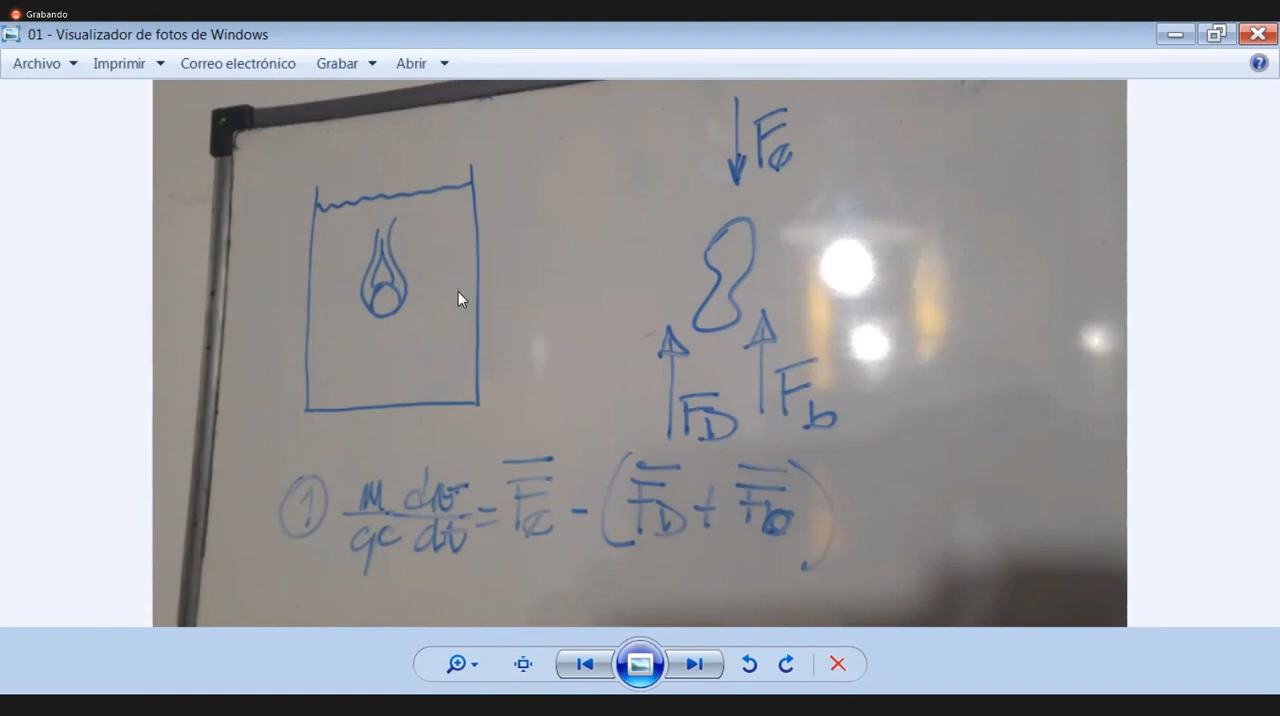 Grabando
01 - Visualizador de fotos de Windows
Archivo Imprimir Correo electrónico Grabar Abrir
Fe
FD Fb
① m/gc dv/dt = Fe - (FD + Fb)